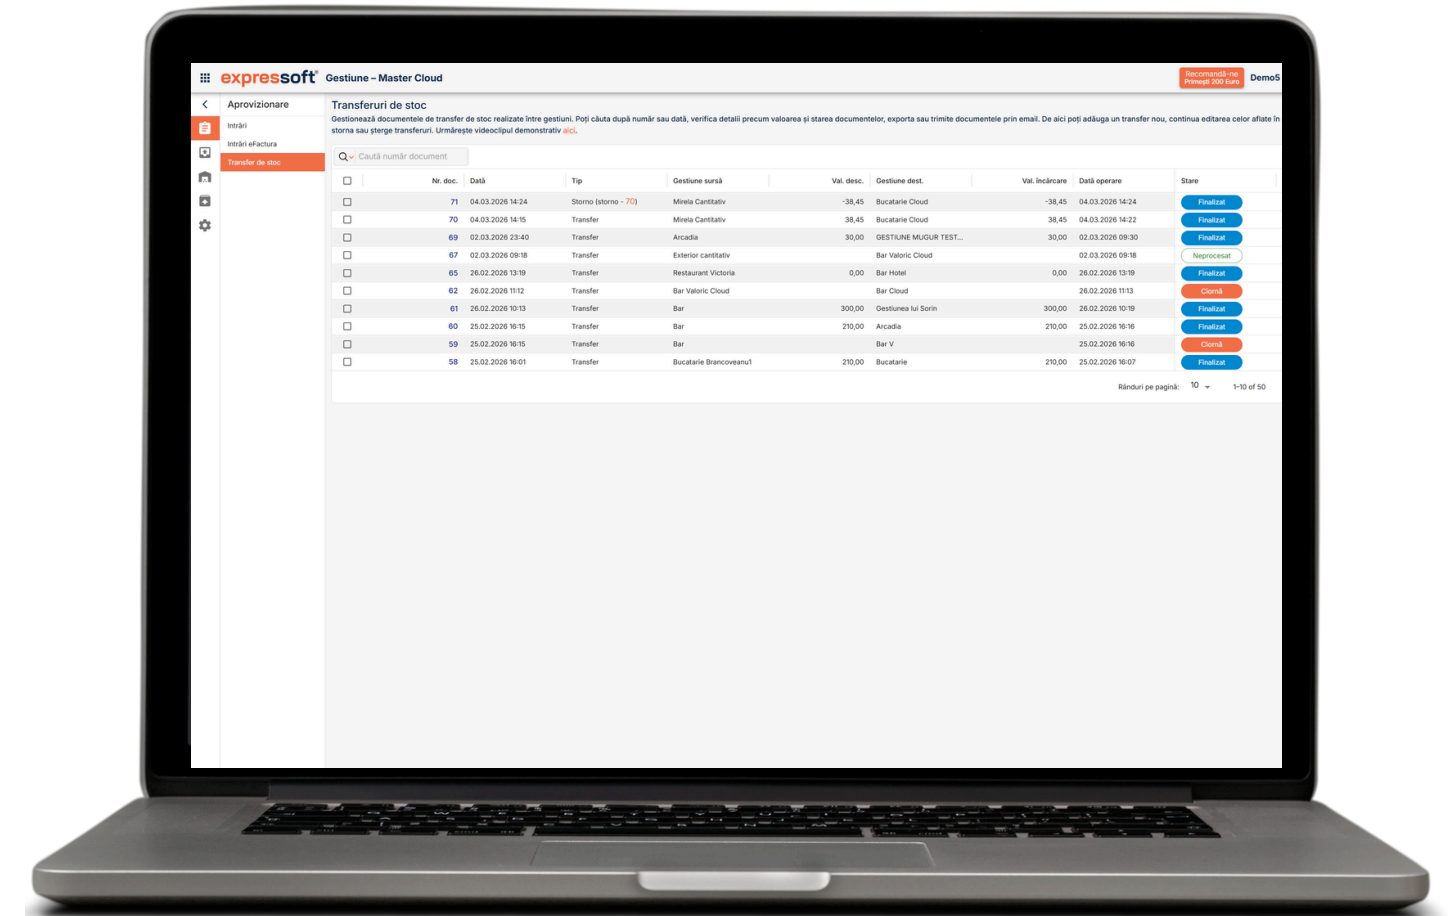 expressoft® Gestiune – Master Cloud Recomandă-ne Primești 200 Euro Demo5
Aprovizionare
Intrări
Intrări eFactura
Transfer de stoc
Transferuri de stoc
Gestionează documentele de transfer de stoc realizate între gestiuni. Poți căuta după număr sau dată, verifica detalii precum valoarea și starea documentelor, exporta sau trimite documentele prin email. De aici poți adăuga un transfer nou, continua editarea celor aflate în
storna sau șterge transferuri. Urmărește videoclipul demonstrativ aici.
Caută număr document
Nr. doc. Dată Tip Gestiune sursă Val. desc. Gestiune dest. Val. încărcare Dată operare Stare
71 04.03.2026 14:24 Storno (storno - 70) Mirela Cantitativ -38,45 Bucatarie Cloud -38,45 04.03.2026 14:24 Finalizat
70 04.03.2026 14:15 Transfer Mirela Cantitativ 38,45 Bucatarie Cloud 38,45 04.03.2026 14:22 Finalizat
69 02.03.2026 23:40 Transfer Arcadia 30,00 GESTIUNE MUGUR TEST... 30,00 02.03.2026 09:30 Finalizat
67 02.03.2026 09:18 Transfer Exterior cantitativ Bar Valoric Cloud 02.03.2026 09:18 Neprocesat
65 26.02.2026 13:19 Transfer Restaurant Victoria 0,00 Bar Hotel 0,00 26.02.2026 13:19 Finalizat
62 26.02.2026 11:12 Transfer Bar Valoric Cloud Bar Cloud 26.02.2026 11:13 Ciornă
61 26.02.2026 10:13 Transfer Bar 300,00 Gestiunea lui Sorin 300,00 26.02.2026 10:19 Finalizat
60 25.02.2026 16:15 Transfer Bar 210,00 Arcadia 210,00 25.02.2026 16:16 Finalizat
59 25.02.2026 16:15 Transfer Bar Bar V 25.02.2026 16:16 Ciornă
58 25.02.2026 16:01 Transfer Bucatarie Brancoveanu1 210,00 Bucatarie 210,00 25.02.2026 16:07 Finalizat
Rânduri pe pagină: 10 1–10 of 50